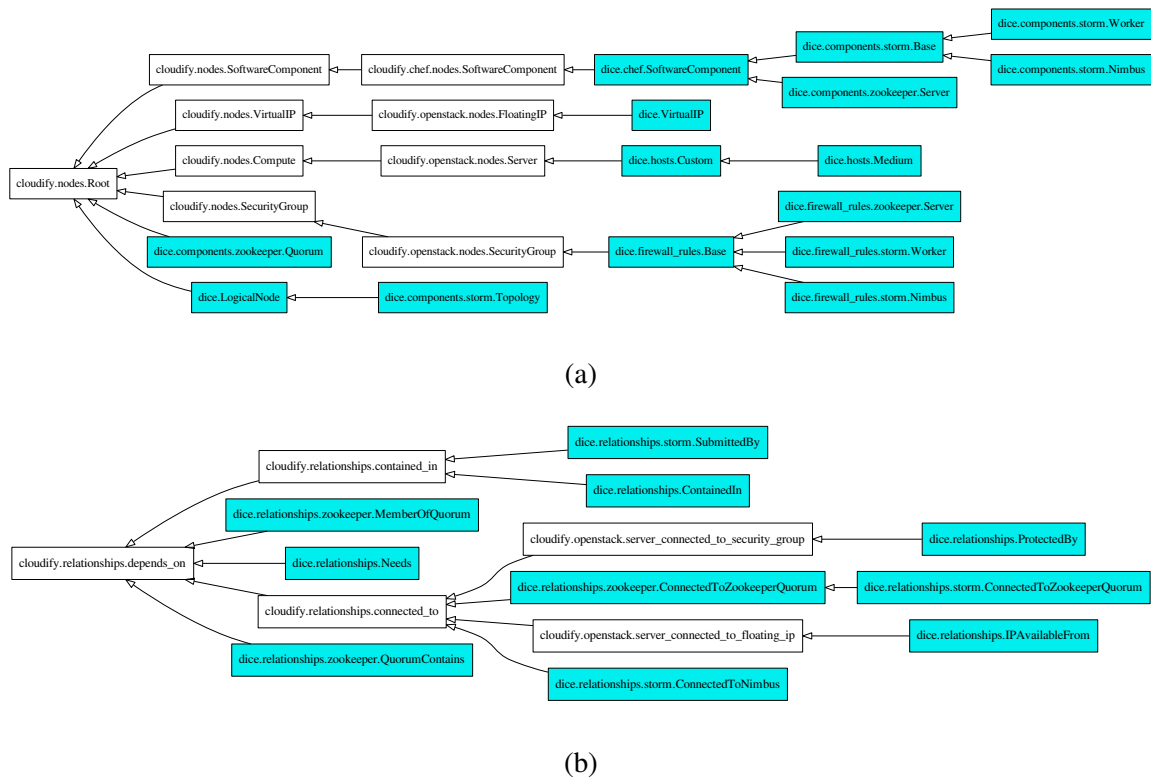 dice.components.storm.Worker
dice.components.storm.Base
cloudify.nodes.SoftwareComponent
cloudify.chef.nodes.SoftwareComponent
dice.chef.SoftwareComponent
dice.components.storm.Nimbus
dice.components.zookeeper.Server
cloudify.nodes.VirtualIP
cloudify.openstack.nodes.FloatingIP
dice.VirtualIP
cloudify.nodes.Compute
cloudify.openstack.nodes.Server
dice.hosts.Custom
dice.hosts.Medium
cloudify.nodes.Root
cloudify.nodes.SecurityGroup
dice.firewall_rules.zookeeper.Server
dice.components.zookeeper.Quorum
cloudify.openstack.nodes.SecurityGroup
dice.firewall_rules.Base
dice.firewall_rules.storm.Worker
dice.LogicalNode
dice.components.storm.Topology
dice.firewall_rules.storm.Nimbus
(a)
dice.relationships.storm.SubmittedBy
cloudify.relationships.contained_in
dice.relationships.ContainedIn
dice.relationships.zookeeper.MemberOfQuorum
cloudify.openstack.server_connected_to_security_group
dice.relationships.ProtectedBy
cloudify.relationships.depends_on
dice.relationships.Needs
dice.relationships.zookeeper.ConnectedToZookeeperQuorum
dice.relationships.storm.ConnectedToZookeeperQuorum
cloudify.relationships.connected_to
cloudify.openstack.server_connected_to_floating_ip
dice.relationships.IPAvailableFrom
dice.relationships.zookeeper.QuorumContains
dice.relationships.storm.ConnectedToNimbus
(b)